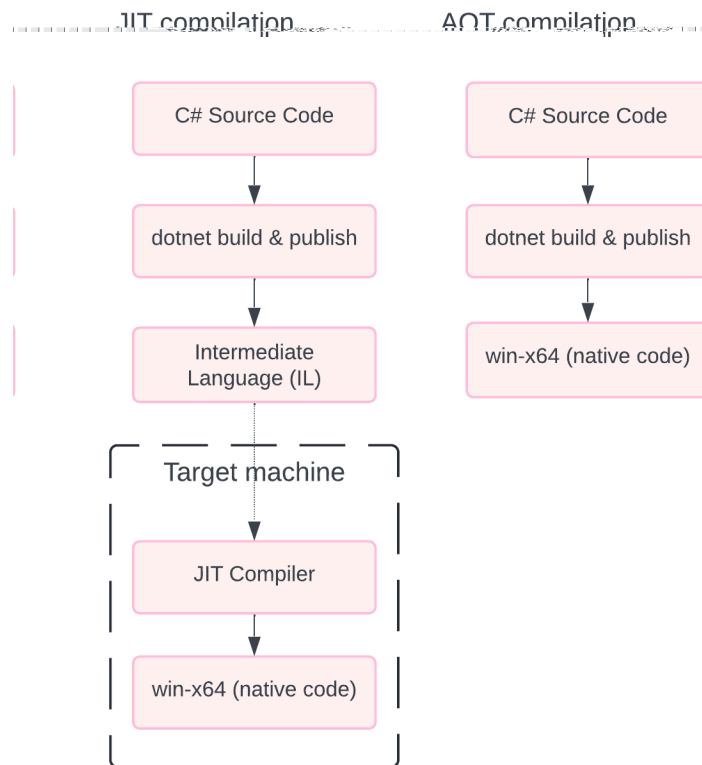 JIT compilation
AOT compilation
C# Source Code
C# Source Code
dotnet build & publish
dotnet build & publish
Intermediate
Language (IL)
win-x64 (native code)
Target machine
JIT Compiler
win-x64 (native code)